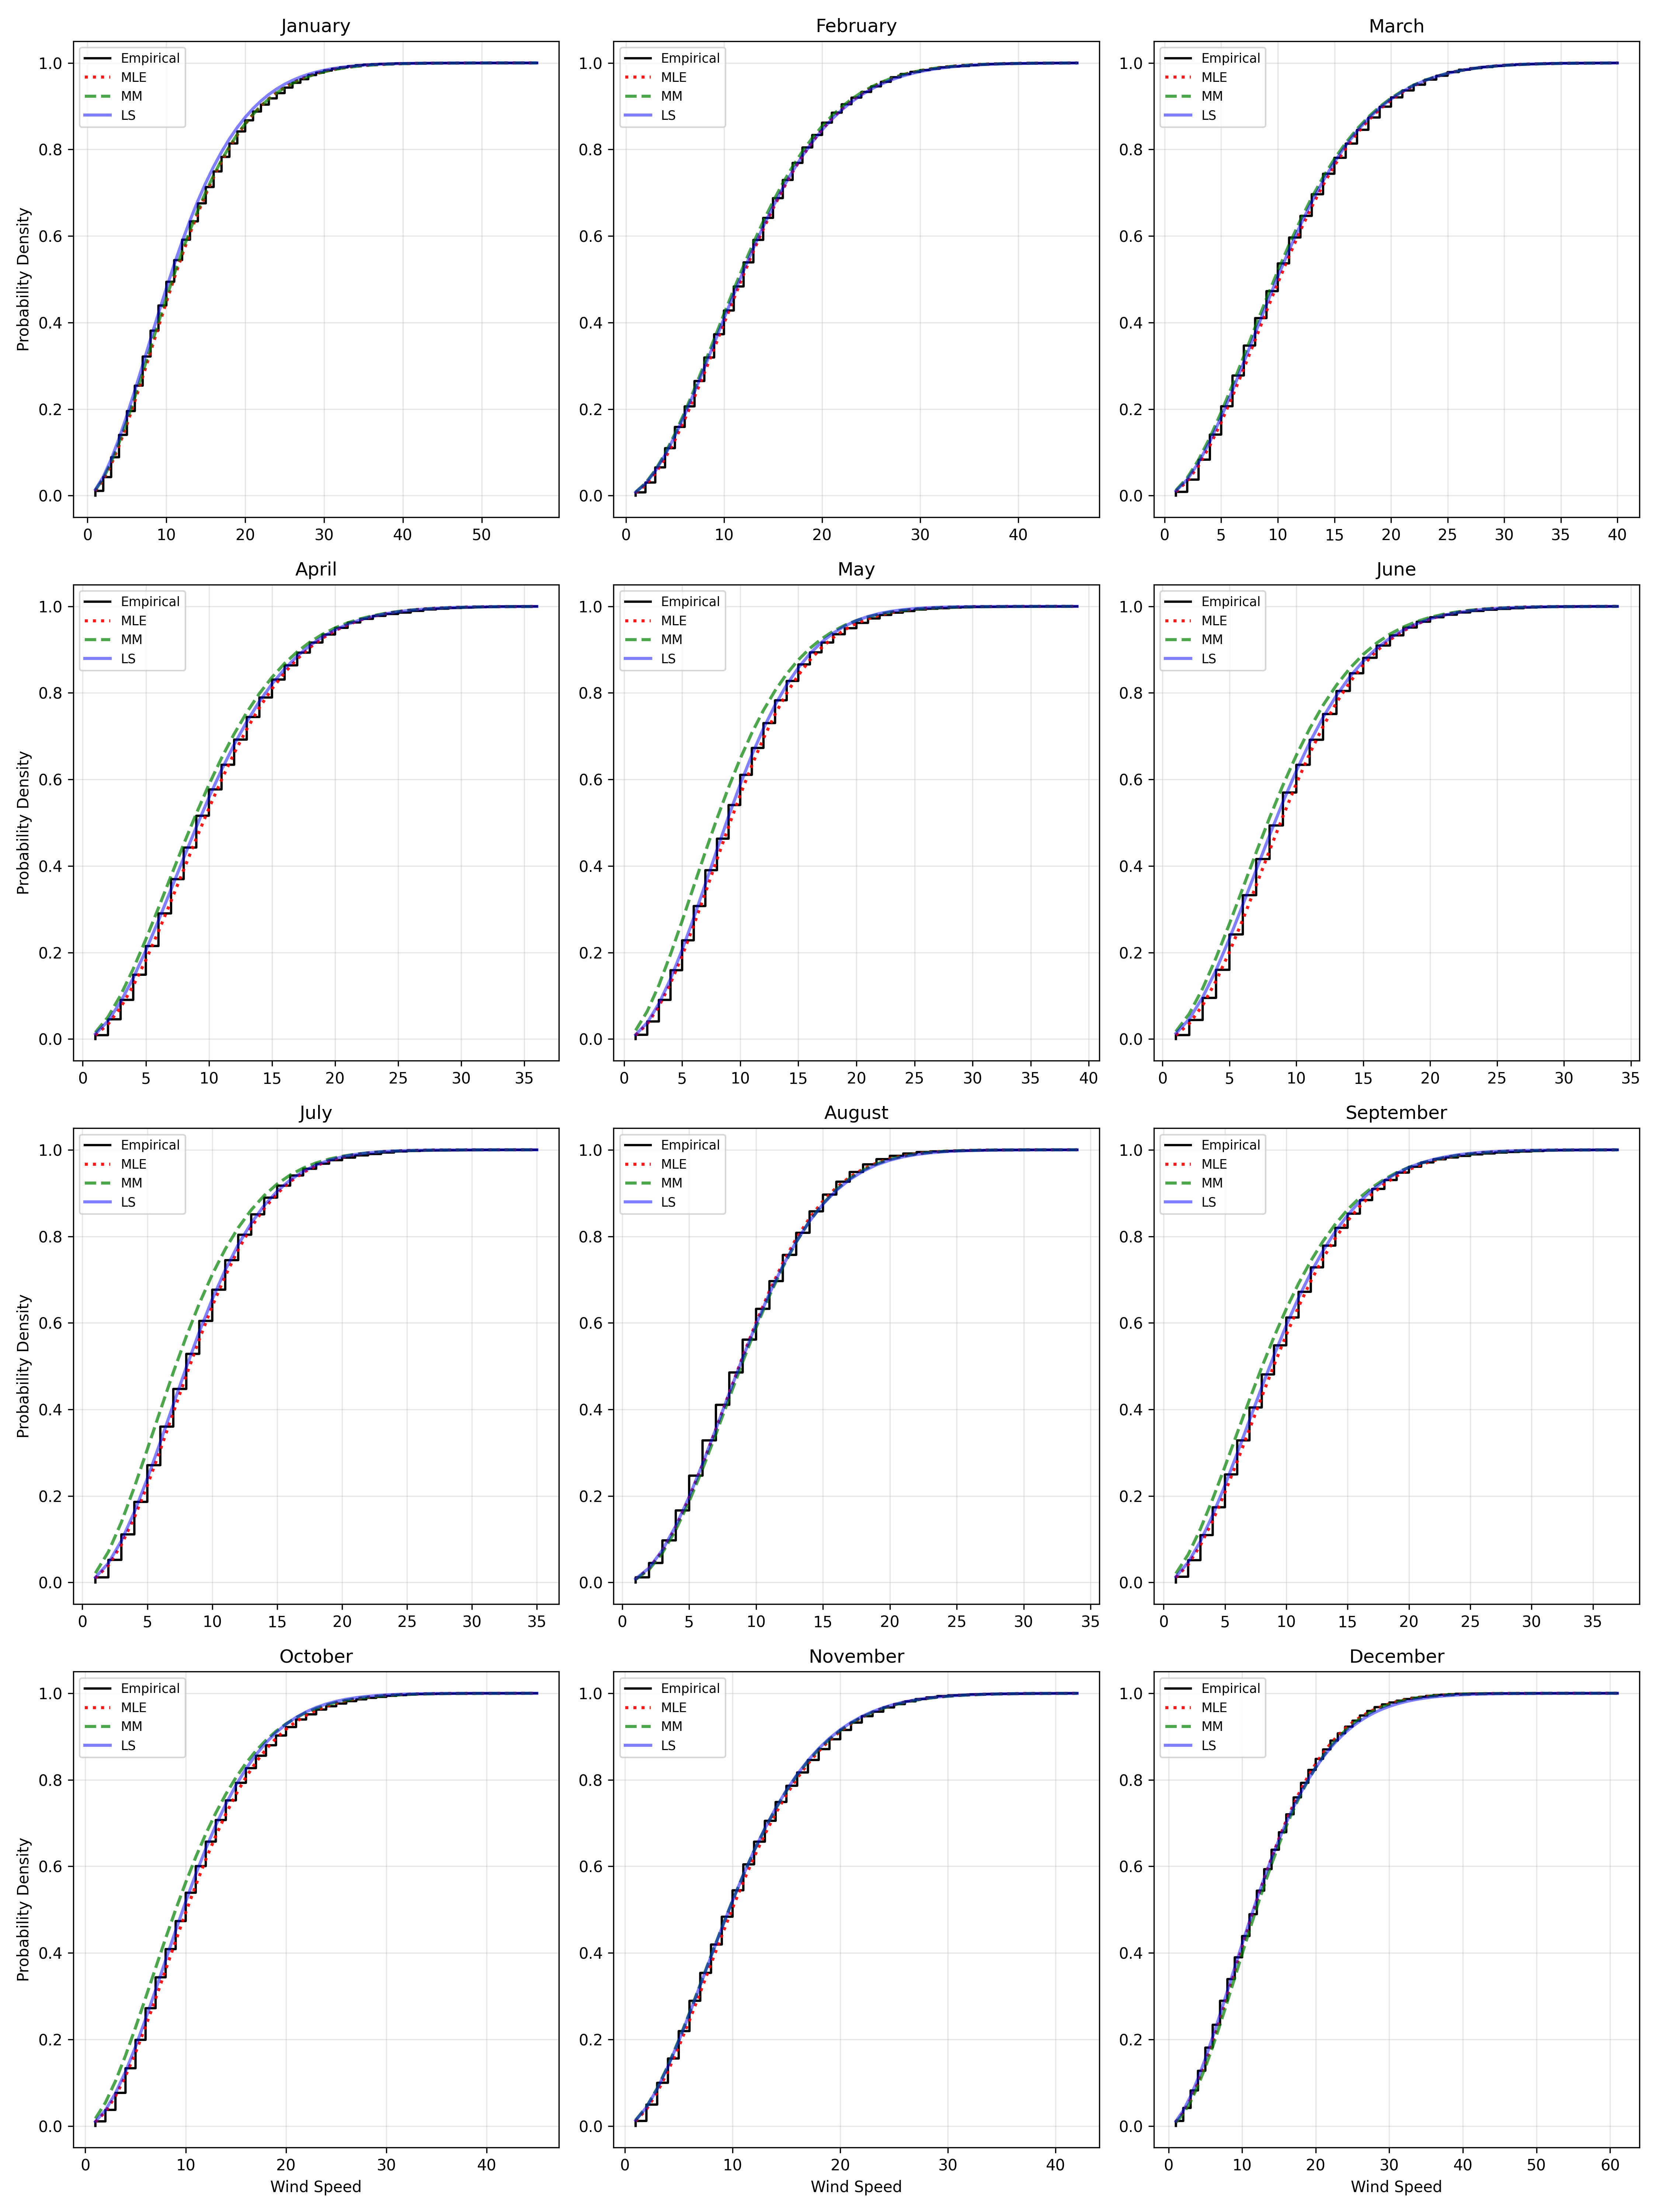 January
Empirical
MLE
MM
LS
Probability Density
1.0
0.8
0.6
0.4
0.2
0.0
0 10 20 30 40 50
February
Empirical
MLE
MM
LS
1.0
0.8
0.6
0.4
0.2
0.0
0 10 20 30 40
March
Empirical
MLE
MM
LS
1.0
0.8
0.6
0.4
0.2
0.0
0 5 10 15 20 25 30 35 40
April
Empirical
MLE
MM
LS
Probability Density
1.0
0.8
0.6
0.4
0.2
0.0
0 5 10 15 20 25 30 35
May
Empirical
MLE
MM
LS
1.0
0.8
0.6
0.4
0.2
0.0
0 5 10 15 20 25 30 35 40
June
Empirical
MLE
MM
LS
1.0
0.8
0.6
0.4
0.2
0.0
0 5 10 15 20 25 30 35
July
Empirical
MLE
MM
LS
Probability Density
1.0
0.8
0.6
0.4
0.2
0.0
0 5 10 15 20 25 30 35
August
Empirical
MLE
MM
LS
1.0
0.8
0.6
0.4
0.2
0.0
0 5 10 15 20 25 30 35
September
Empirical
MLE
MM
LS
1.0
0.8
0.6
0.4
0.2
0.0
0 5 10 15 20 25 30 35
October
Empirical
MLE
MM
LS
Probability Density
1.0
0.8
0.6
0.4
0.2
0.0
0 10 20 30 40
Wind Speed
November
Empirical
MLE
MM
LS
1.0
0.8
0.6
0.4
0.2
0.0
0 10 20 30 40
Wind Speed
December
Empirical
MLE
MM
LS
1.0
0.8
0.6
0.4
0.2
0.0
0 10 20 30 40 50 60
Wind Speed